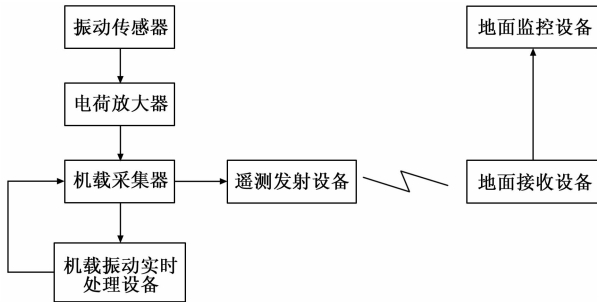 振动传感器
地面监控设备
电荷放大器
机载采集器
遥测发射设备
地面接收设备
机载振动实时
处理设备